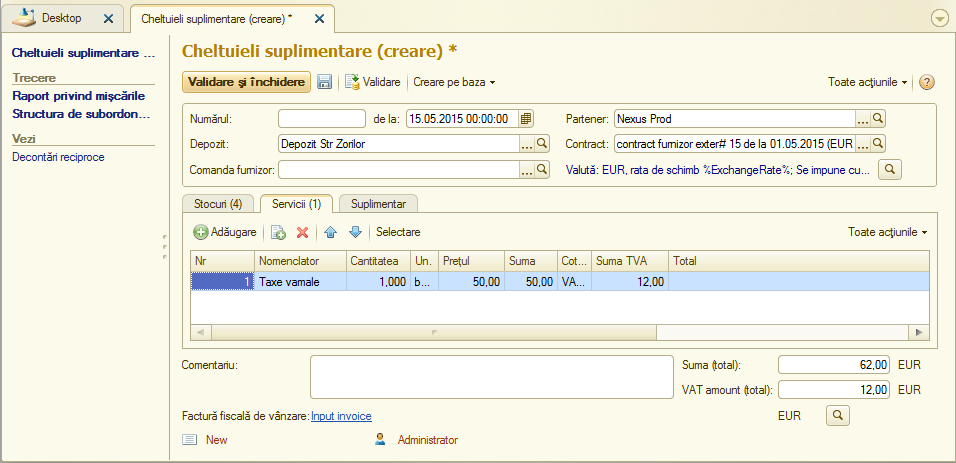 Desktop
Cheltuieli suplimentare (creare) *
Cheltuieli suplimentare ...
Trecere
Raport privind mişcările
Structura de subordon...
Vezi
Decontări reciproce
Cheltuieli suplimentare (creare) *
Validare şi închidere Validare Creare pe baza Toate acţiunile
Numărul: de la: 15.05.2015 00:00:00 Partener: Nexus Prod ...
Depozit: Depozit Str Zorilor ... Contract: contract furnizor exter# 15 de la 01.05.2015 (EUR ...
Comanda furnizor: ... Valută: EUR, rata de schimb %ExchangeRate%; Se impune cu...
Stocuri (4) Servicii (1) Suplimentar
Adăugare Selectare Toate acţiunile
Nr Nomenclator Cantitatea Un. Preţul Suma Cot... Suma TVA Total
1 Taxe vamale 1,000 b... 50,00 50,00 VA... 12,00
Comentariu: Suma (total): 62,00 EUR
VAT amount (total): 12,00 EUR
Factură fiscală de vânzare: Input invoice EUR
New Administrator